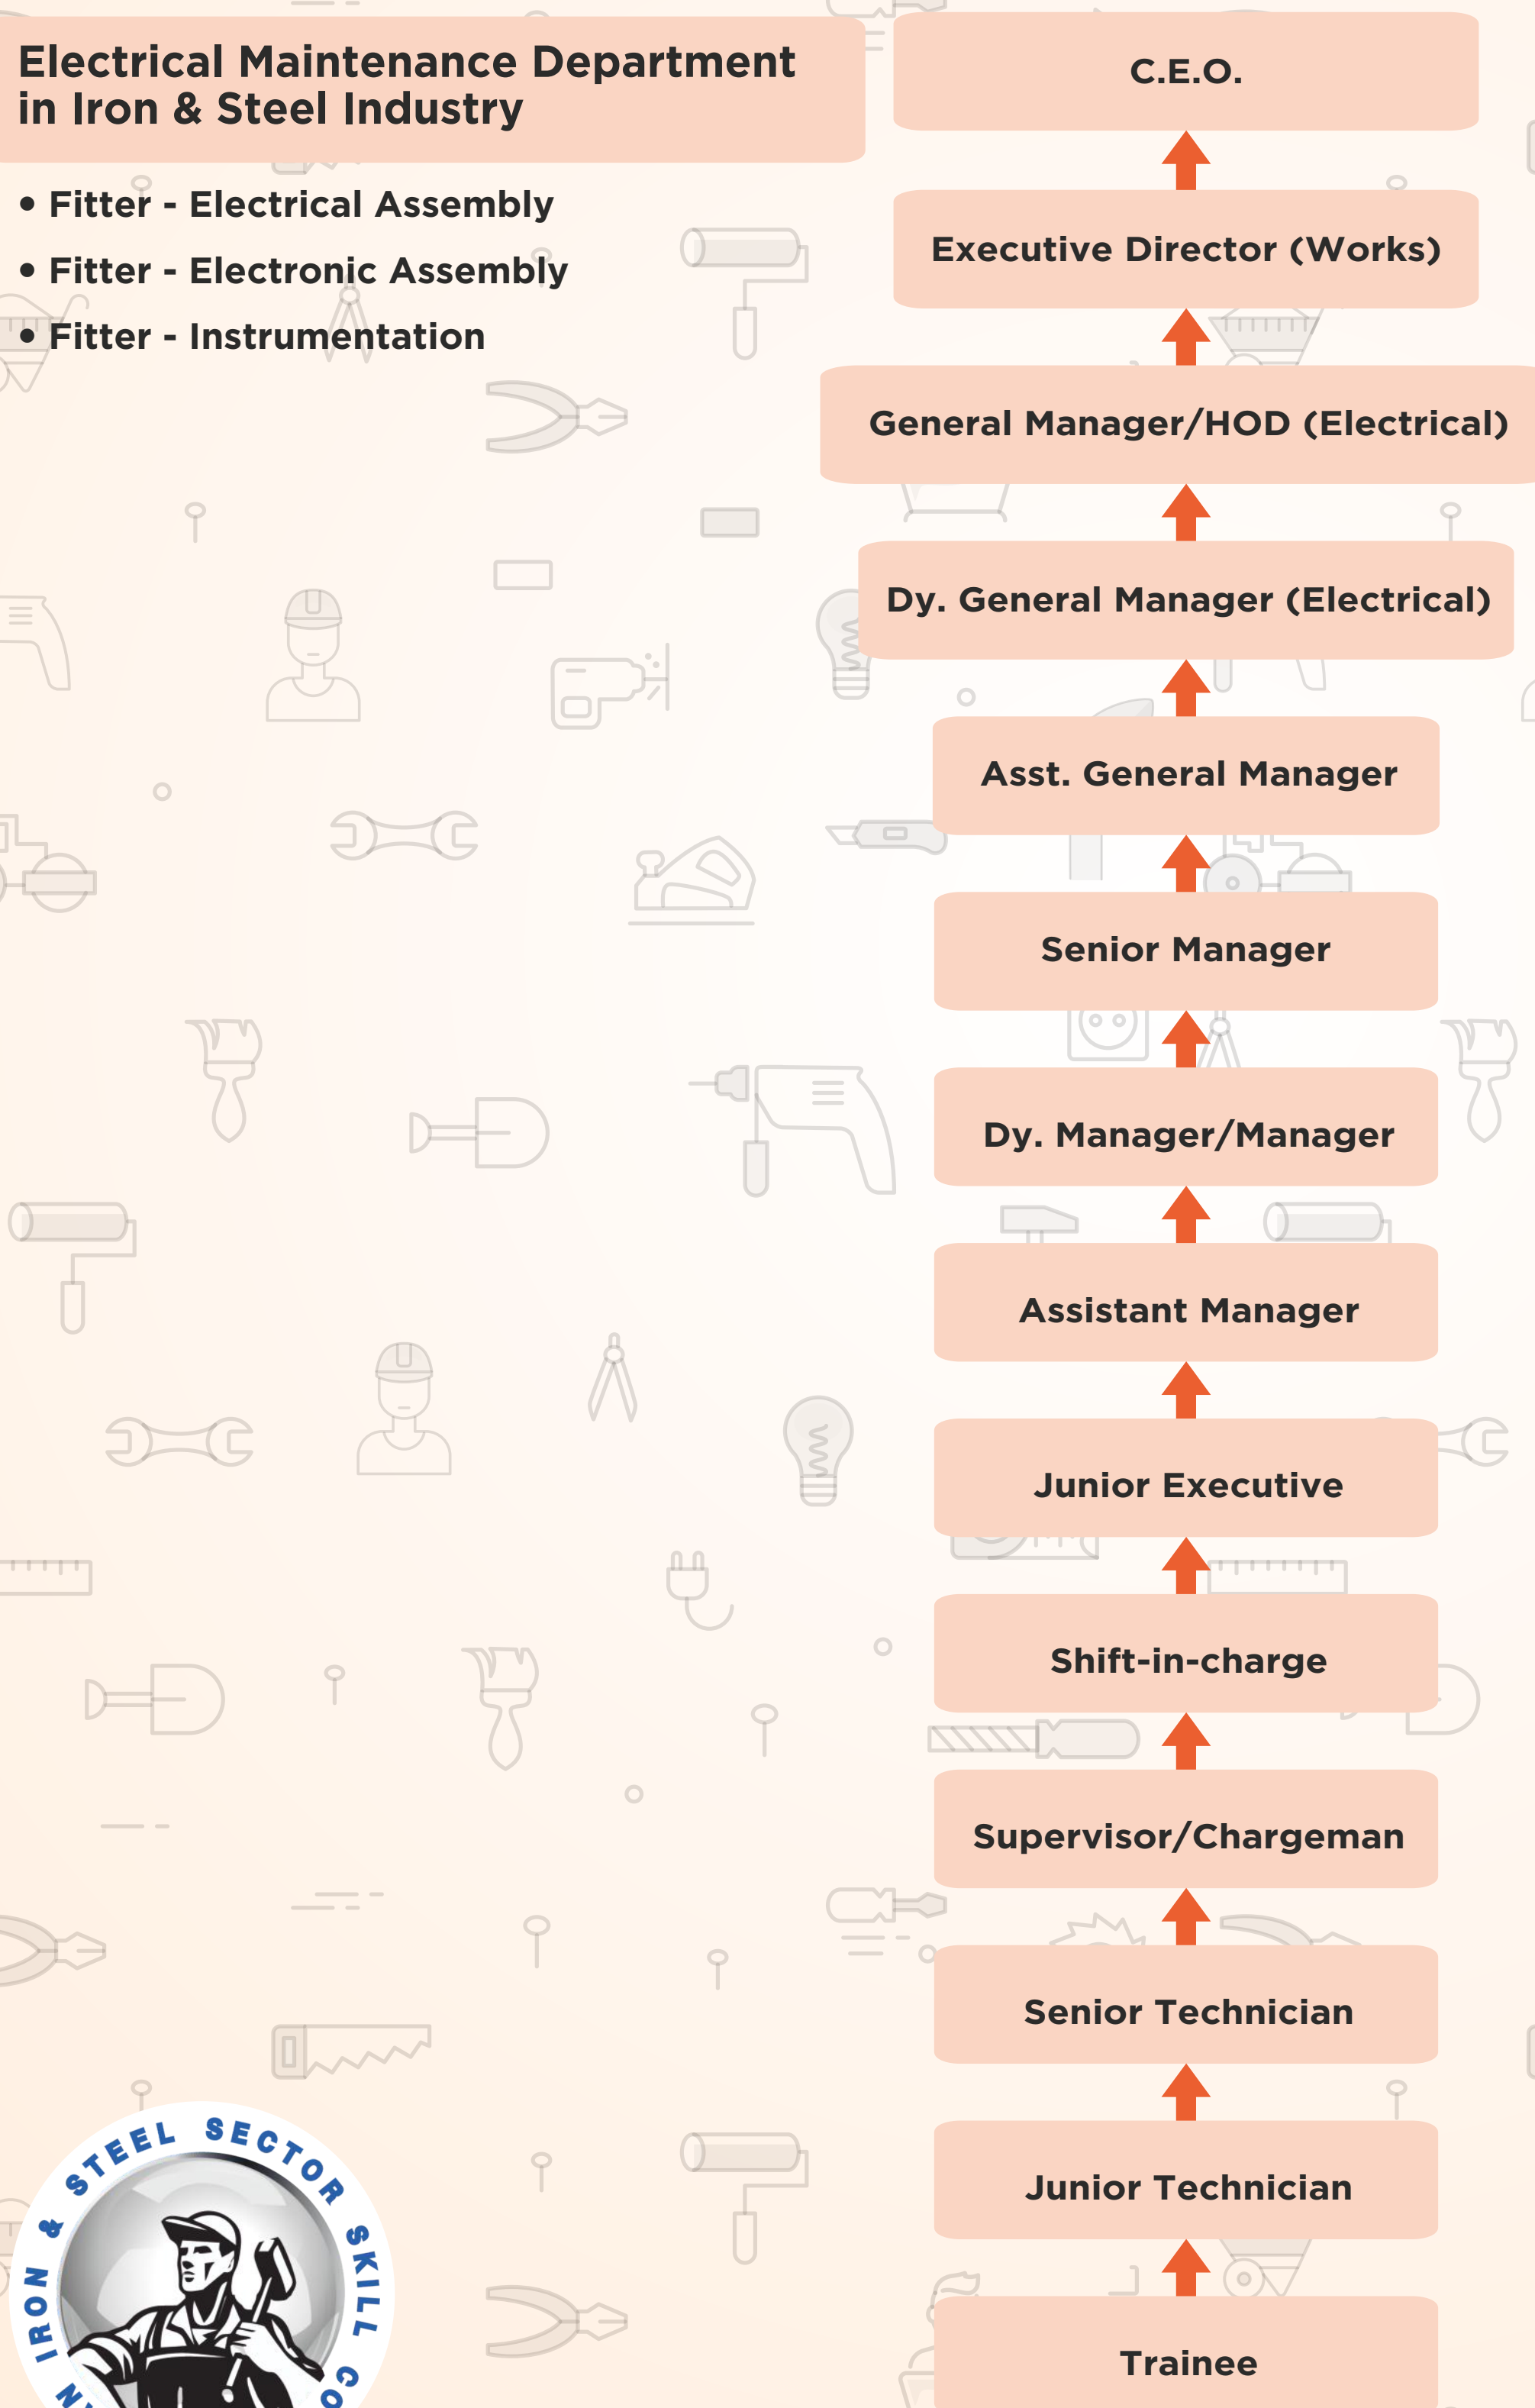 Electrical Maintenance Department
in Iron & Steel Industry
• Fitter - Electrical Assembly
• Fitter - Electronic Assembly
• Fitter - Instrumentation
C.E.O.
Executive Director (Works)
General Manager/HOD (Electrical)
Dy. General Manager (Electrical)
Asst. General Manager
Senior Manager
Dy. Manager/Manager
Assistant Manager
Junior Executive
Shift-in-charge
Supervisor/Chargeman
Senior Technician
Junior Technician
Trainee
IRON & STEEL SECTOR SKILL